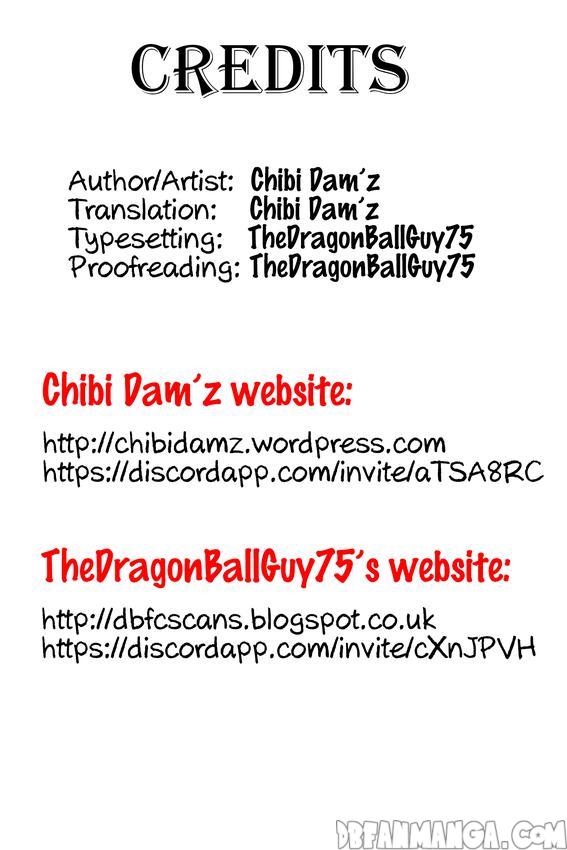 CREDITS
Author/Artist: Chibi Dam'z
Translation: Chibi Dam'z
Typesetting: TheDragonBallGuy75
Proofreading: TheDragonBallGuy75
Chibi Dam'z website:
http://chibidamz.wordpress.com
https://discordapp.com/invite/aTSA8RC
TheDragonBallGuy75's website:
http://dbfcscans.blogspot.co.uk
https://discordapp.com/invite/cXnJPVH
DBFANMANGA.COM